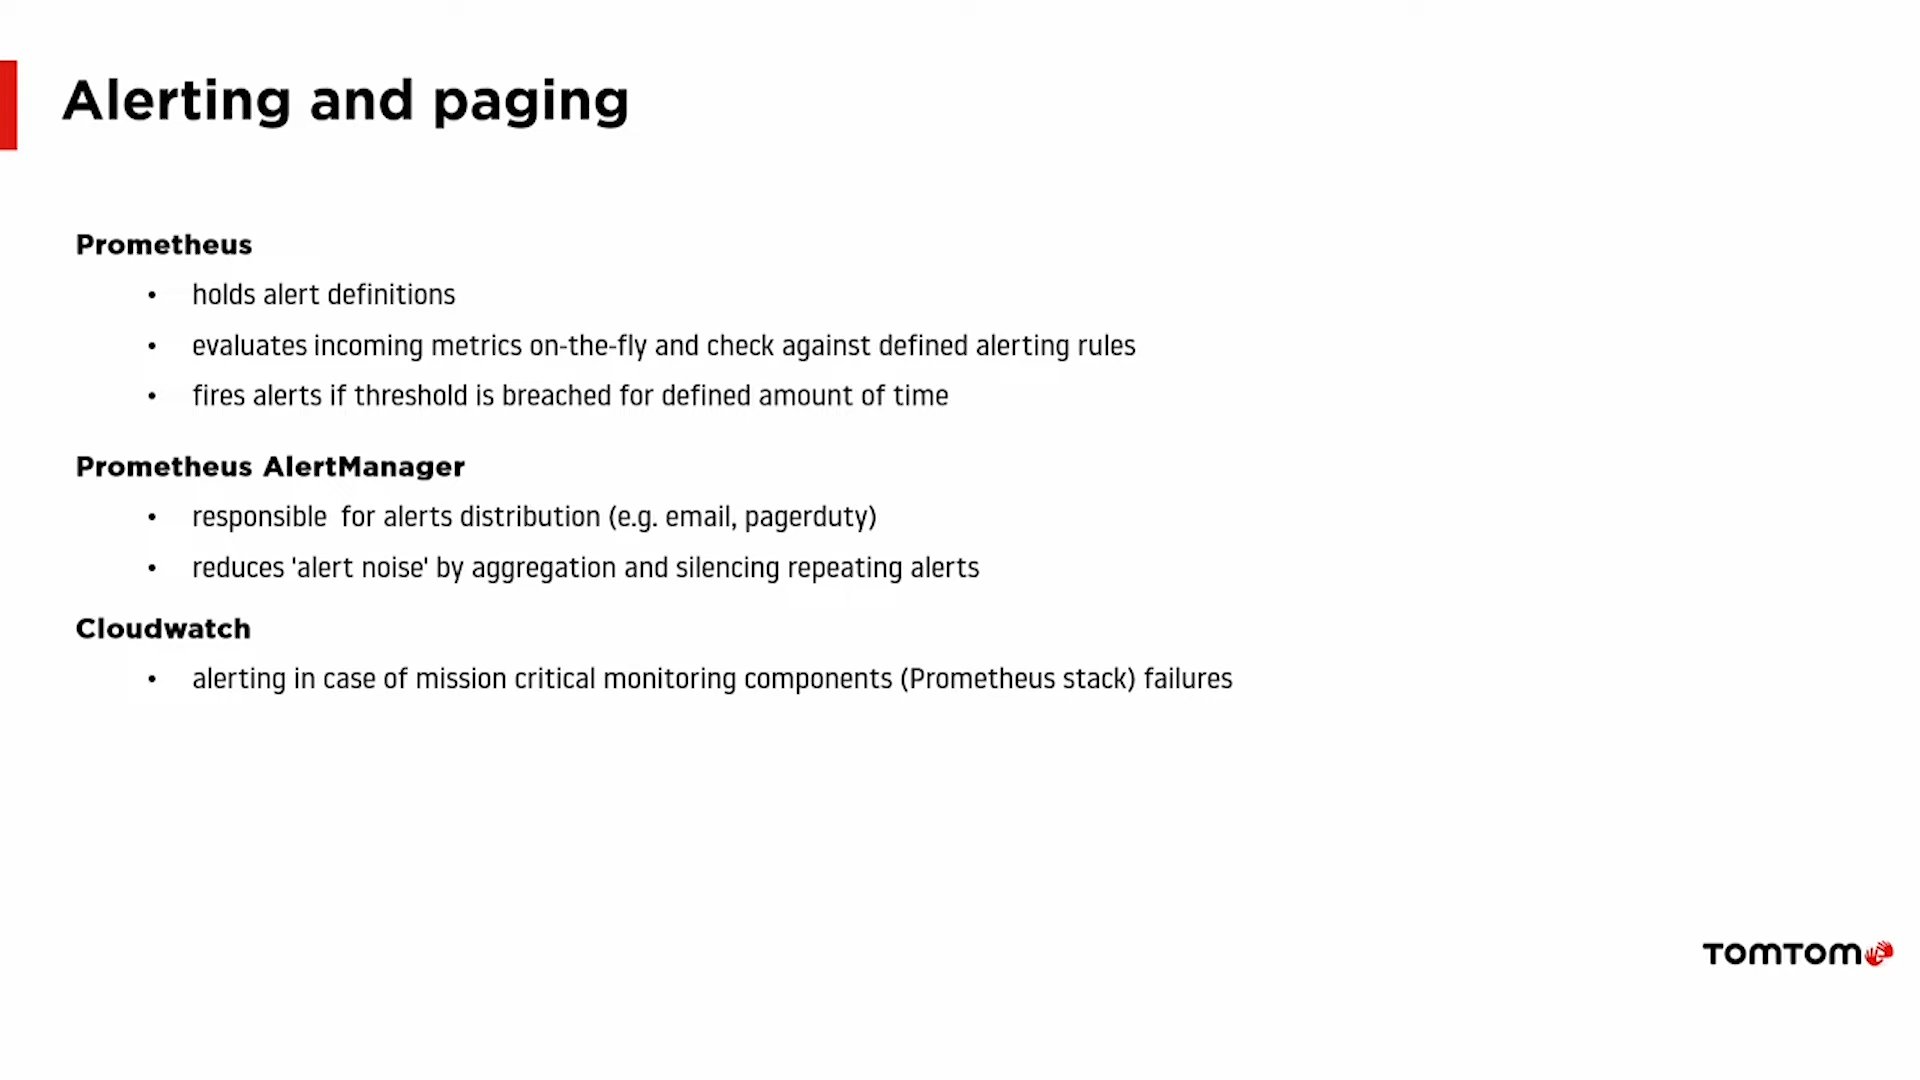 Alerting and paging
Prometheus
• holds alert definitions
• evaluates incoming metrics on-the-fly and check against defined alerting rules
• fires alerts if threshold is breached for defined amount of time
Prometheus AlertManager
• responsible  for alerts distribution (e.g. email, pagerduty)
• reduces 'alert noise' by aggregation and silencing repeating alerts
Cloudwatch
• alerting in case of mission critical monitoring components (Prometheus stack) failures
TOMTOM